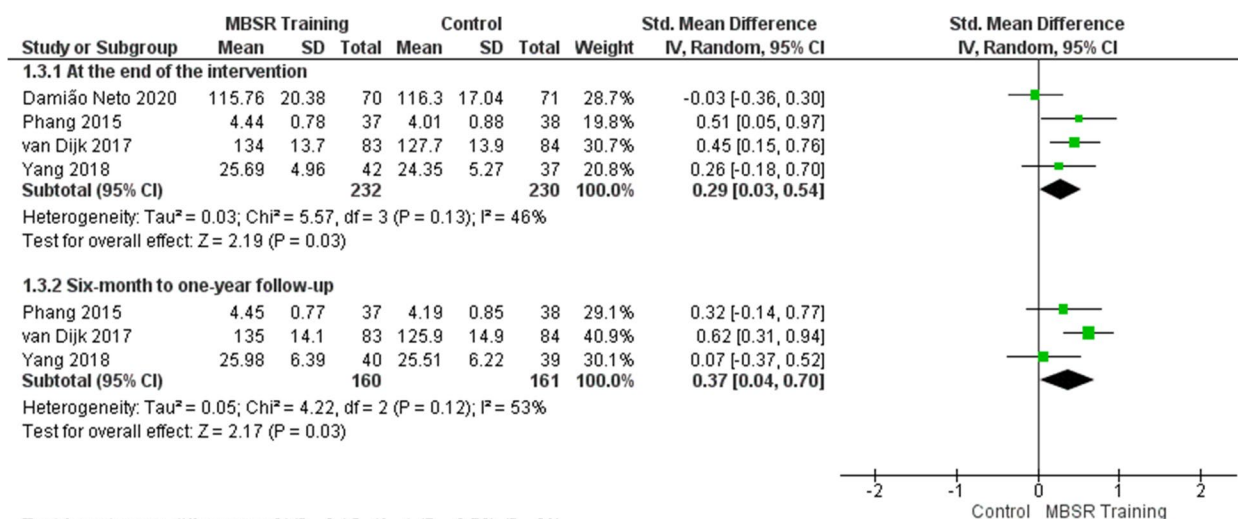 MBSR Training Control Std. Mean Difference Std. Mean Difference
Study or Subgroup Mean SD Total Mean SD Total Weight IV, Random, 95% CI IV, Random, 95% CI
1.3.1 At the end of the intervention
Damião Neto 2020 115.76 20.38 70 116.3 17.04 71 28.7% -0.03 [-0.36, 0.30]
Phang 2015 4.44 0.78 37 4.01 0.88 38 19.8% 0.51 [0.05, 0.97]
van Dijk 2017 134 13.7 83 127.7 13.9 84 30.7% 0.45 [0.15, 0.76]
Yang 2018 25.69 4.96 42 24.35 5.27 37 20.8% 0.26 [-0.18, 0.70]
Subtotal (95% CI) 232 230 100.0% 0.29 [0.03, 0.54]
Heterogeneity: Tau² = 0.03; Chi² = 5.57, df = 3 (P = 0.13); I² = 46%
Test for overall effect: Z = 2.19 (P = 0.03)
1.3.2 Six-month to one-year follow-up
Phang 2015 4.45 0.77 37 4.19 0.85 38 29.1% 0.32 [-0.14, 0.77]
van Dijk 2017 135 14.1 83 125.9 14.9 84 40.9% 0.62 [0.31, 0.94]
Yang 2018 25.98 6.39 40 25.51 6.22 39 30.1% 0.07 [-0.37, 0.52]
Subtotal (95% CI) 160 161 100.0% 0.37 [0.04, 0.70]
Heterogeneity: Tau² = 0.05; Chi² = 4.22, df = 2 (P = 0.12); I² = 53%
Test for overall effect: Z = 2.17 (P = 0.03)
-2 -1 0 1 2
Control MBSR Training